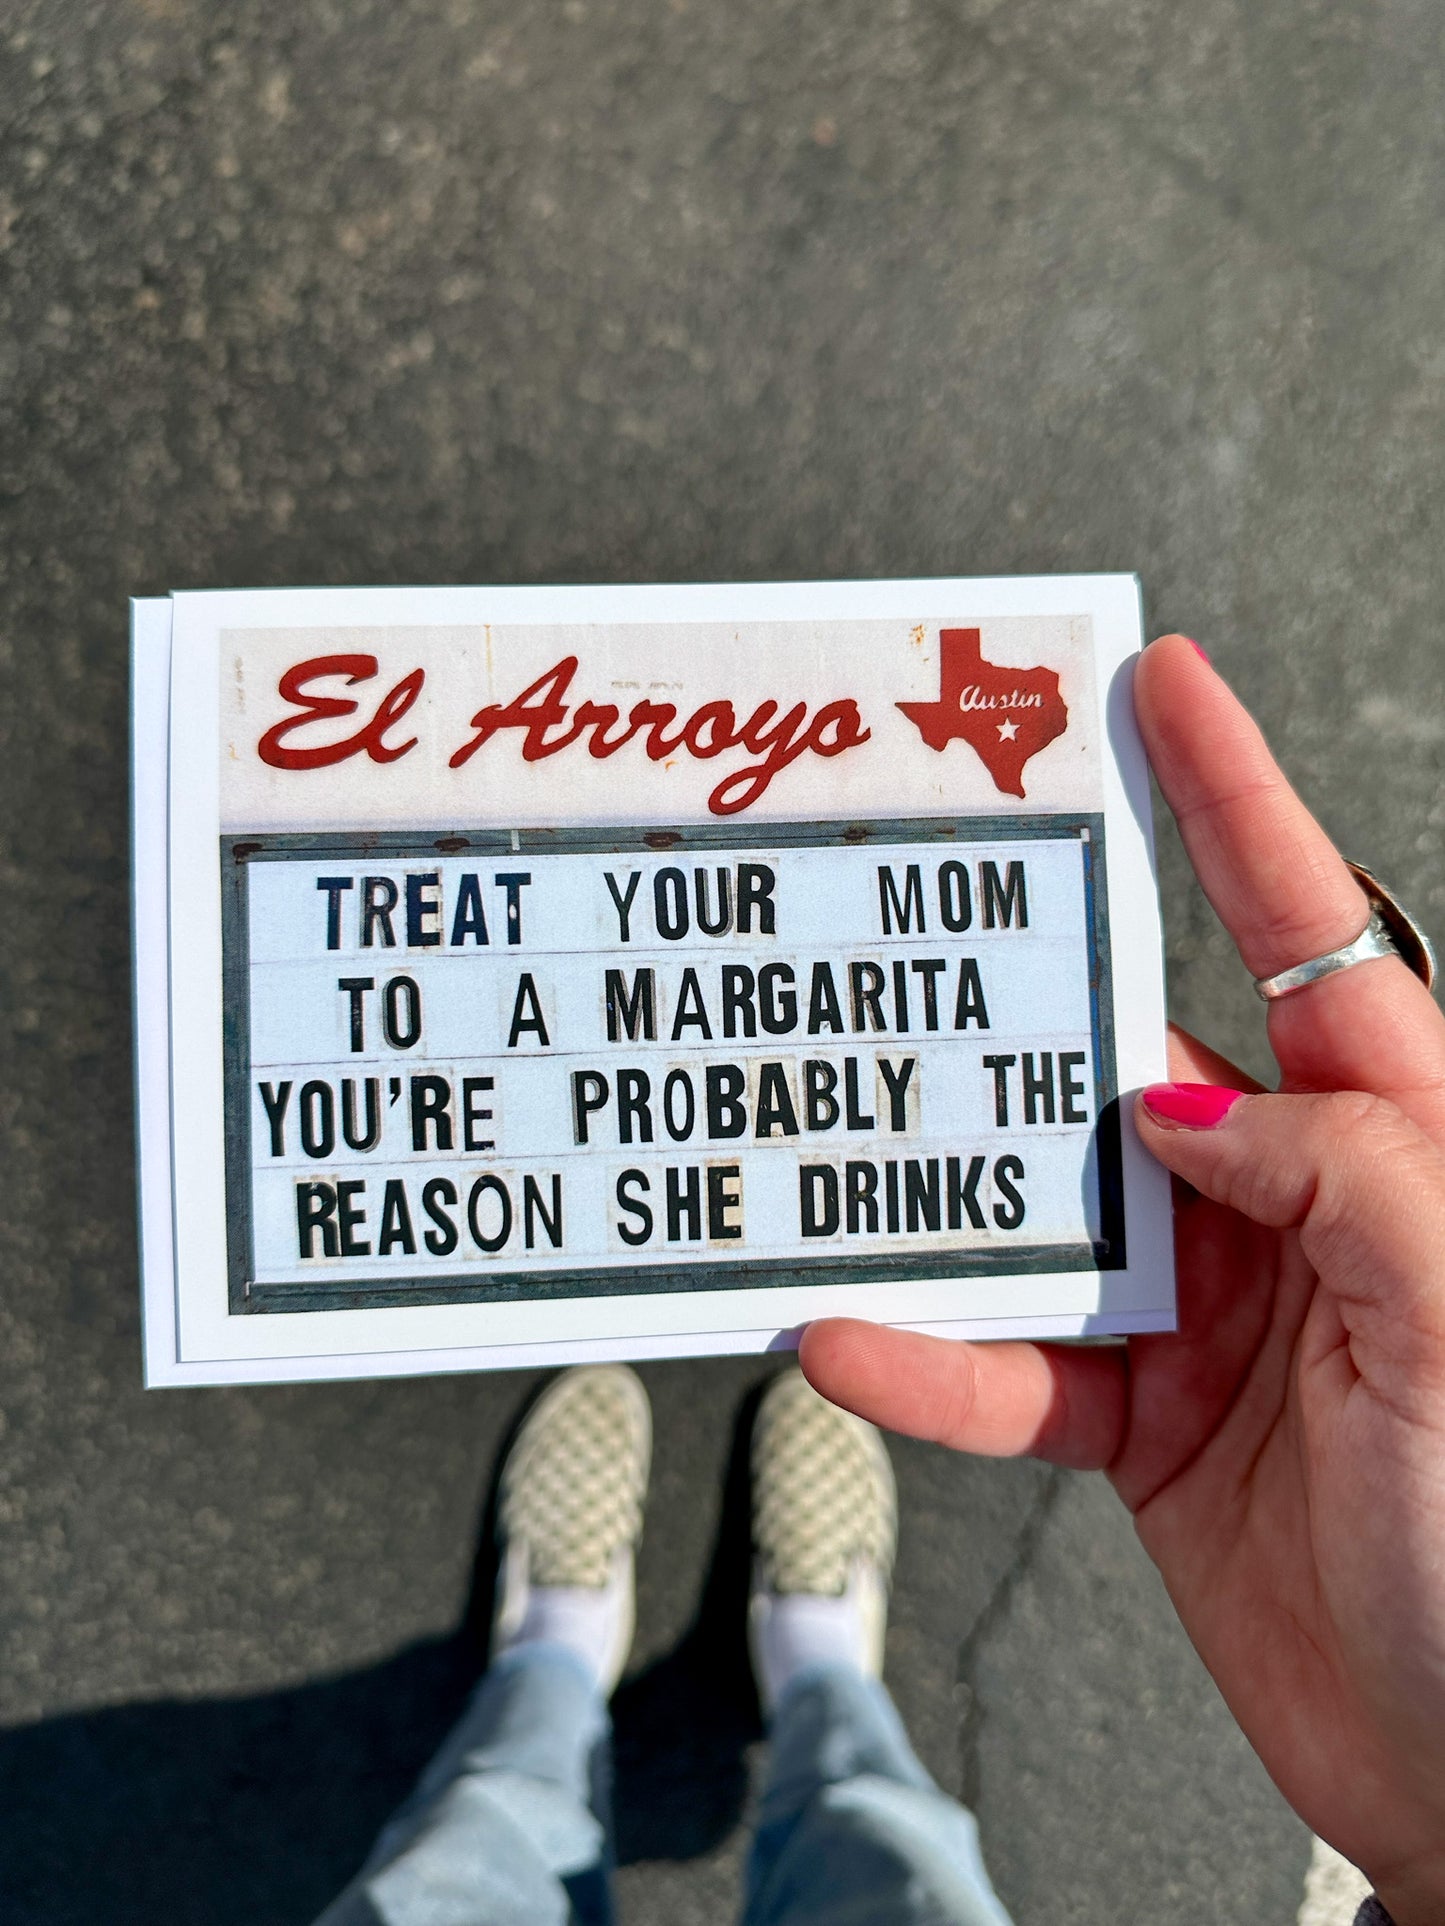 El Arroyo
Austin
TREAT YOUR MOM
TO A MARGARITA
YOU'RE PROBABLY THE
REASON SHE DRINKS